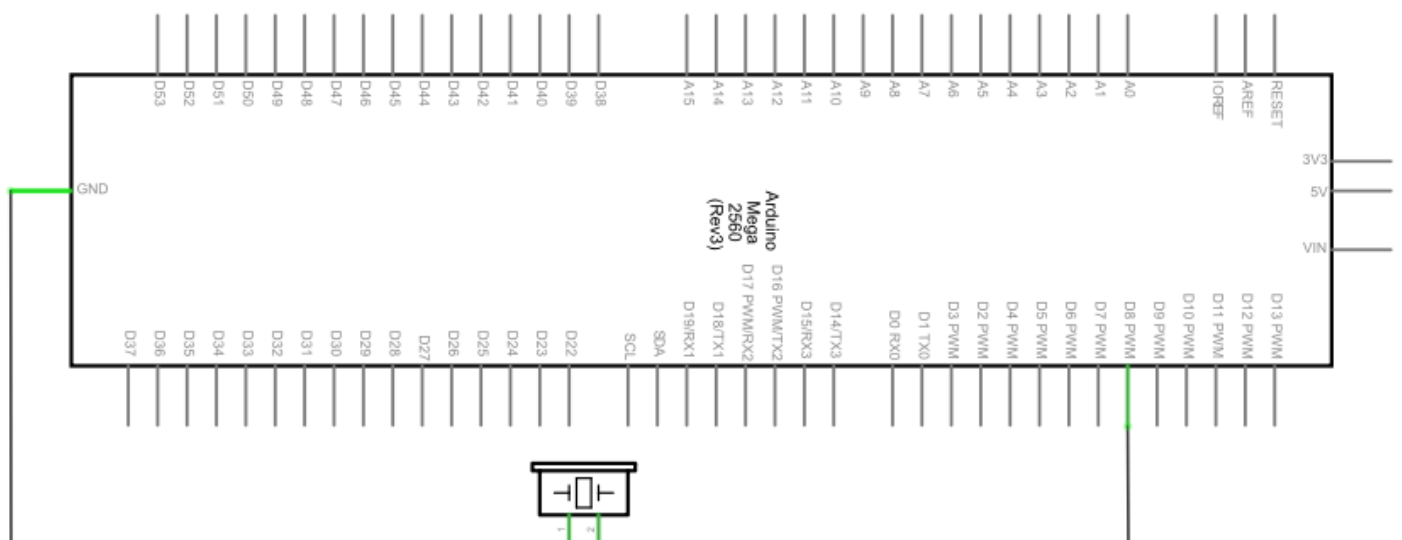 D53
D52
D51
D50
D49
D48
D47
D46
D45
D44
D43
D42
D41
D40
D39
D38
A15
A14
A13
A12
A11
A10
A9
A8
A7
A6
A5
A4
A3
A2
A1
A0
IOREF
AREF
RESET
GND
3V3
5V
VIN
Arduino
Mega
2560
(Rev3)
D37
D36
D35
D34
D33
D32
D31
D30
D29
D28
D27
D26
D25
D24
D23
D22
SCL
SDA
D19/RX1
D18/TX1
D17 PWM/RX2
D16 PWM/TX2
D15/RX3
D14/TX3
D0 RX0
D1 TX0
D3 PWM
D2 PWM
D4 PWM
D5 PWM
D6 PWM
D7 PWM
D8 PWM
D9 PWM
D10 PWM
D11 PWM
D12 PWM
D13 PWM
1
2